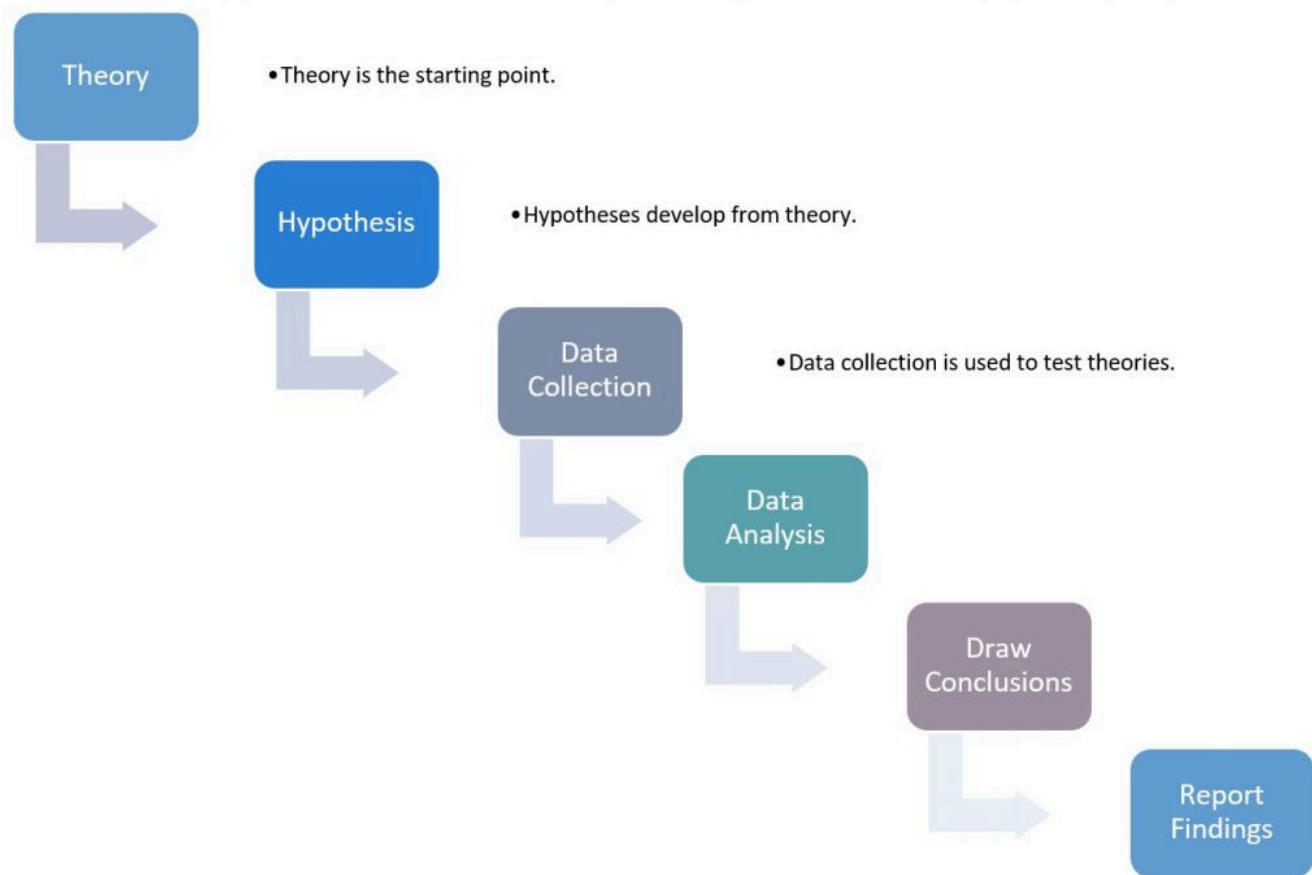 Theory
•Theory is the starting point.
Hypothesis
•Hypotheses develop from theory.
Data
Collection
•Data collection is used to test theories.
Data
Analysis
Draw
Conclusions
Report
Findings